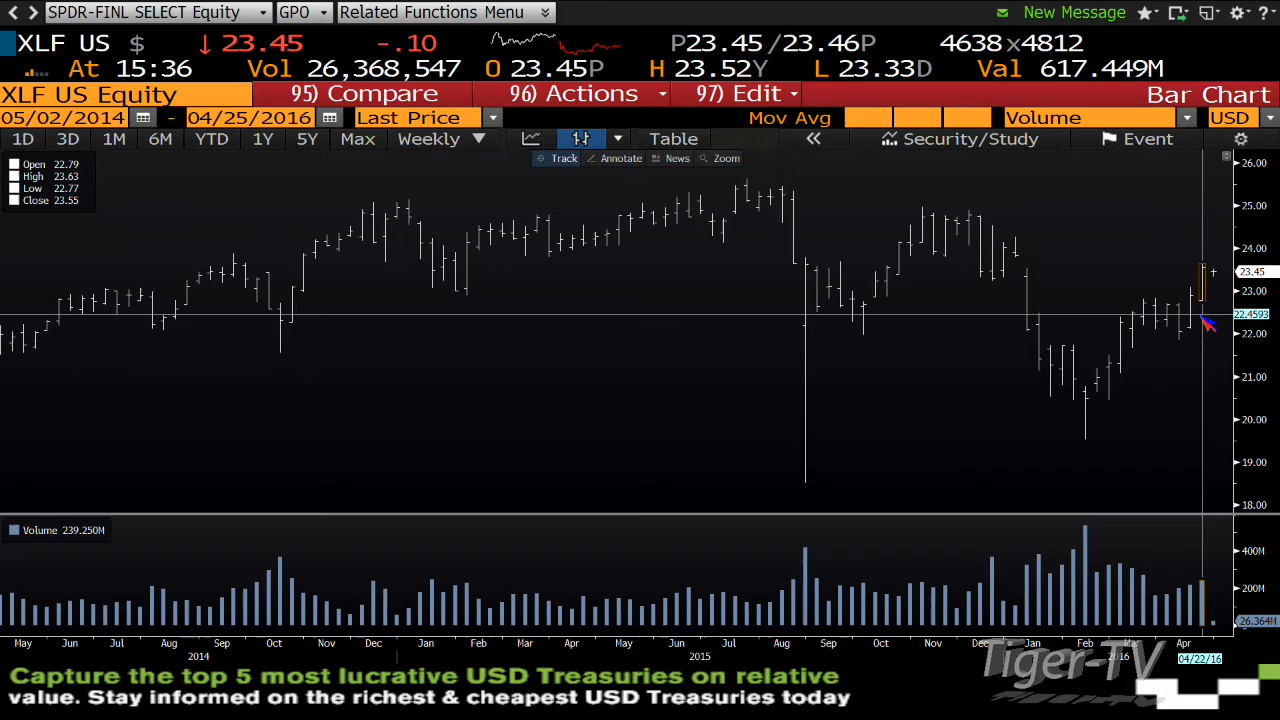 SPDR-FINL SELECT Equity GPO Related Functions Menu New Message
XLF US $ ↓ 23.45 -.10 P23.45/23.46P 4638x4812
At 15:36 Vol 26,368,547 O 23.45P H 23.52Y L 23.33D Val 617.449M
XLF US Equity 95) Compare 96) Actions 97) Edit Bar Chart
05/02/2014 - 04/25/2016 Last Price Mov Avg Volume USD
1D 3D 1M 6M YTD 1Y 5Y Max Weekly Table Security/Study Event
Track Annotate News Zoom
Open 22.79
High 23.63
Low 22.77
Close 23.55
26.00
25.00
24.00
23.45
23.00
22.4593
22.00
21.00
20.00
19.00
18.00
Volume 239.250M
400M
200M
26.364M
May Jun Jul Aug Sep Oct Nov Dec Jan Feb Mar Apr May Jun Jul Aug Sep Oct Nov Dec Jan Feb Mar Apr
2014 2015 2016 04/22/16
Tiger-TV
Capture the top 5 most lucrative USD Treasuries on relative
value. Stay informed on the richest & cheapest USD Treasuries today